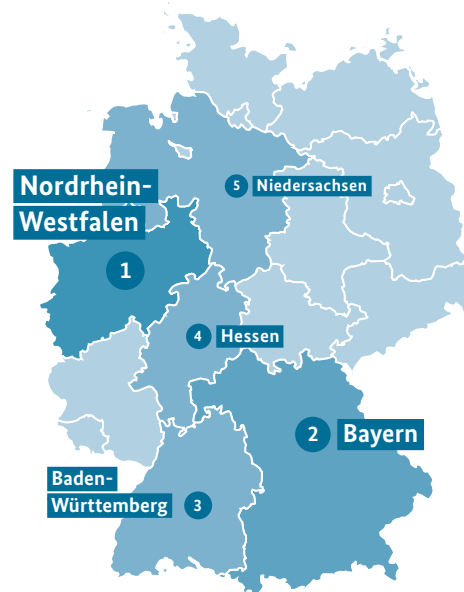 5 Niedersachsen
Nordrhein-
Westfalen
1
4 Hessen
2 Bayern
Baden-
Württemberg 3